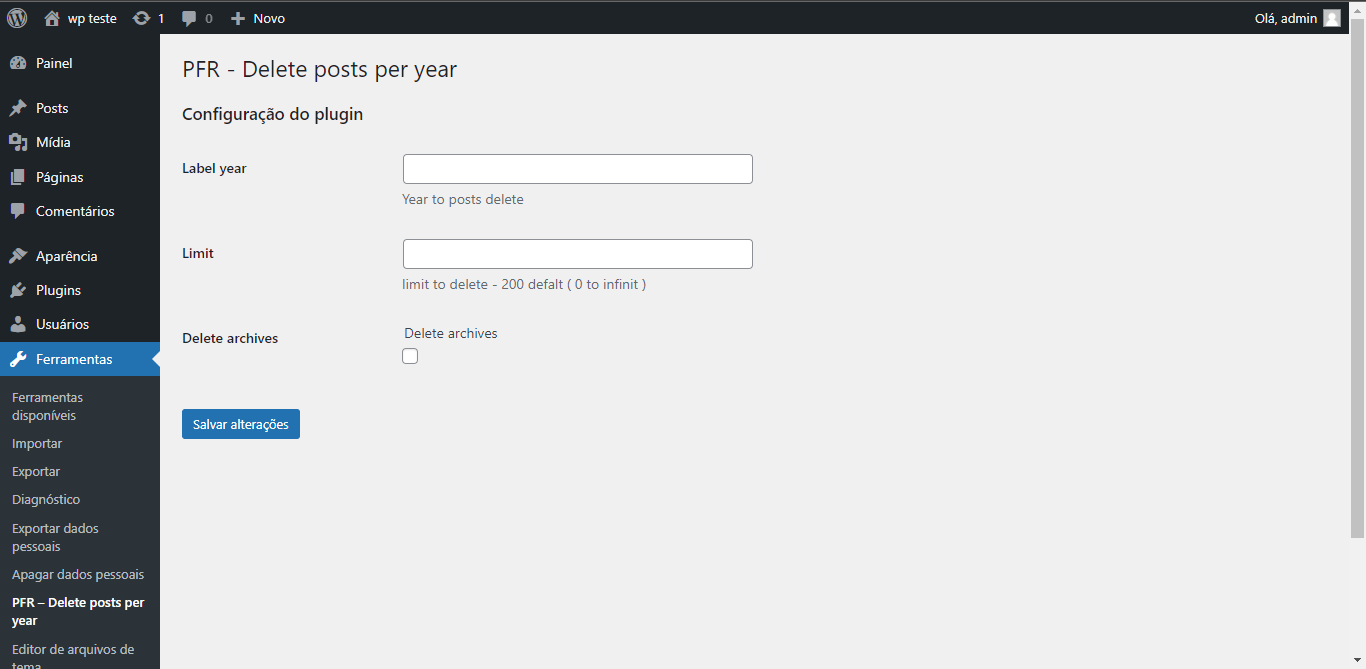 wp teste 1 0 Novo Olá, admin
Painel
Posts
Mídia
Páginas
Comentários
Aparência
Plugins
Usuários
Ferramentas
Ferramentas
disponíveis
Importar
Exportar
Diagnóstico
Exportar dados
pessoais
Apagar dados pessoais
PFR – Delete posts per
year
Editor de arquivos de
tema
PFR - Delete posts per year
Configuração do plugin
Label year
Year to posts delete
Limit
limit to delete - 200 defalt ( 0 to infinit )
Delete archives
Delete archives
Salvar alterações